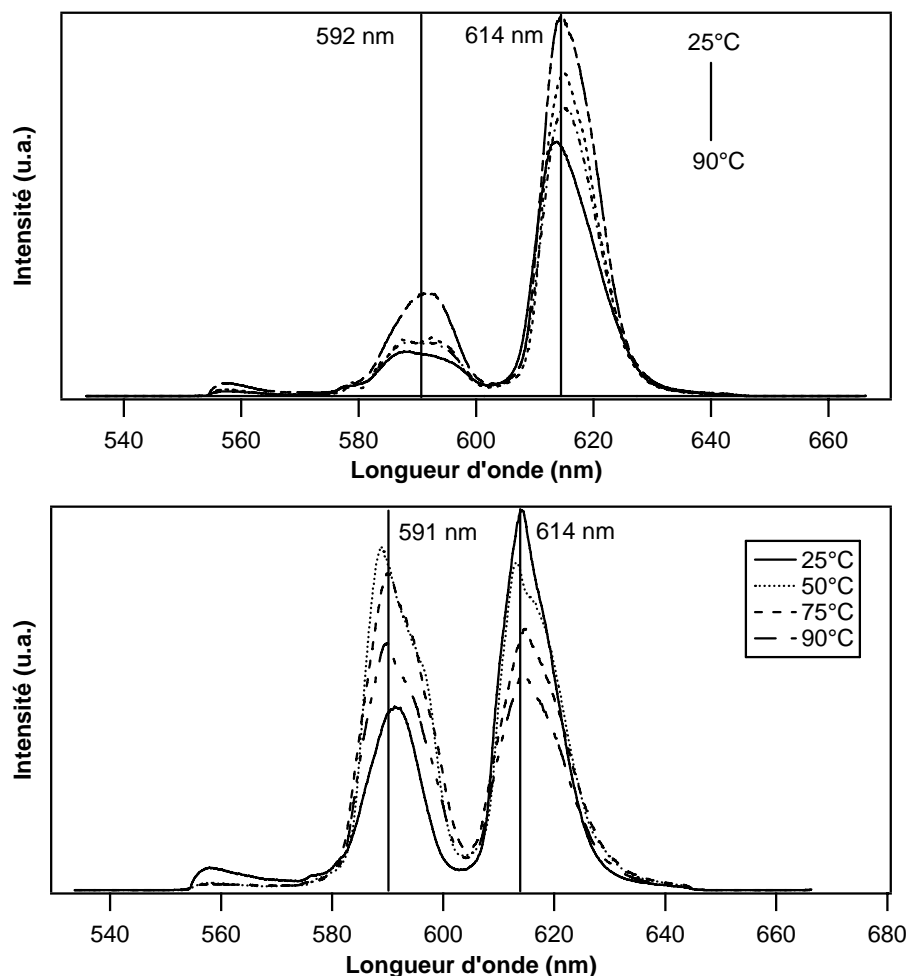 592 nm
614 nm
25°C
90°C
Intensité (u.a.)
540 560 580 600 620 640 660
Longueur d'onde (nm)
591 nm
614 nm
25°C
50°C
75°C
90°C
Intensité (u.a.)
540 560 580 600 620 640 660 680
Longueur d'onde (nm)